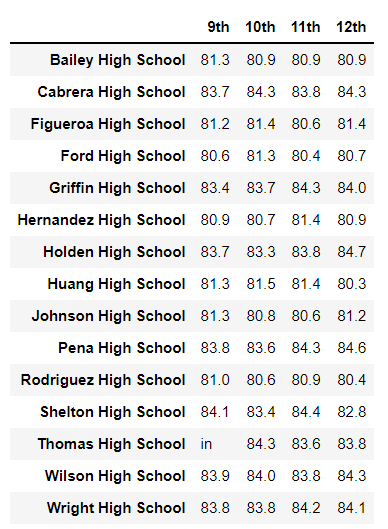 9th 10th 11th 12th
Bailey High School 81.3 80.9 80.9 80.9
Cabrera High School 83.7 84.3 83.8 84.3
Figueroa High School 81.2 81.4 80.6 81.4
Ford High School 80.6 81.3 80.4 80.7
Griffin High School 83.4 83.7 84.3 84.0
Hernandez High School 80.9 80.7 81.4 80.9
Holden High School 83.7 83.3 83.8 84.7
Huang High School 81.3 81.5 81.4 80.3
Johnson High School 81.3 80.8 80.6 81.2
Pena High School 83.8 83.6 84.3 84.6
Rodriguez High School 81.0 80.6 80.9 80.4
Shelton High School 84.1 83.4 84.4 82.8
Thomas High School in 84.3 83.6 83.8
Wilson High School 83.9 84.0 83.8 84.3
Wright High School 83.8 83.8 84.2 84.1